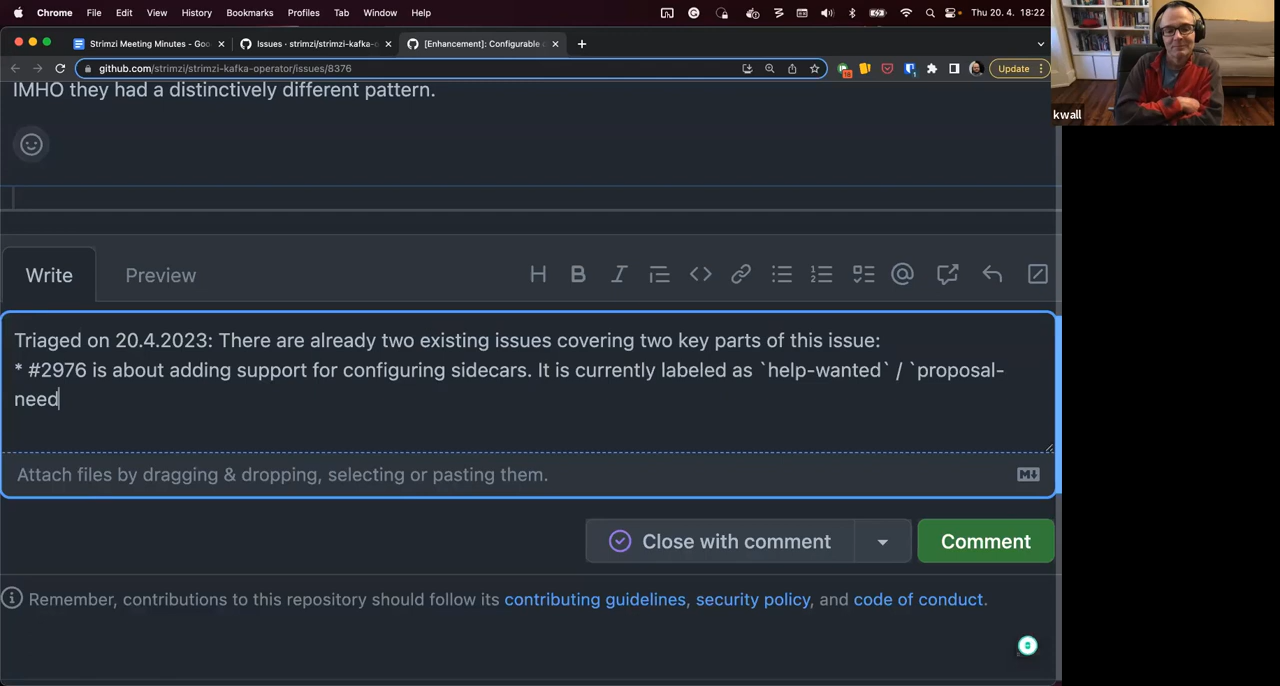 Chrome File Edit View History Bookmarks Profiles Tab Window Help Thu 20. 4. 18:22
Strimzi Meeting Minutes - Goo Issues · strimzi/strimzi-kafka-o [Enhancement]: Configurable
github.com/strimzi/strimzi-kafka-operator/issues/8376 18 Update
kwall
IMHO they had a distinctively different pattern.
Write Preview
Triaged on 20.4.2023: There are already two existing issues covering two key parts of this issue:
* #2976 is about adding support for configuring sidecars. It is currently labeled as `help-wanted` / `proposal-
need
Attach files by dragging & dropping, selecting or pasting them.
Close with comment Comment
Remember, contributions to this repository should follow its contributing guidelines, security policy, and code of conduct.